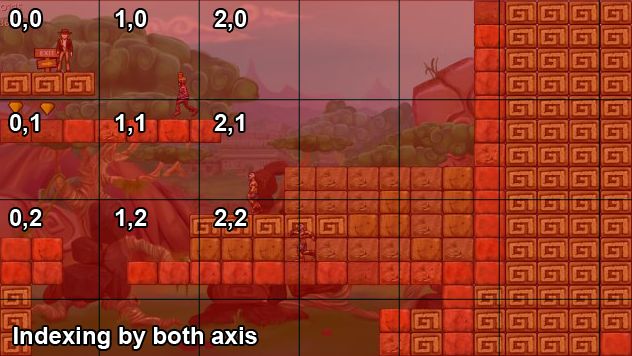 0,0 1,0 2,0
EXIT
0,1 1,1 2,1
0,2 1,2 2,2
Indexing by both axis